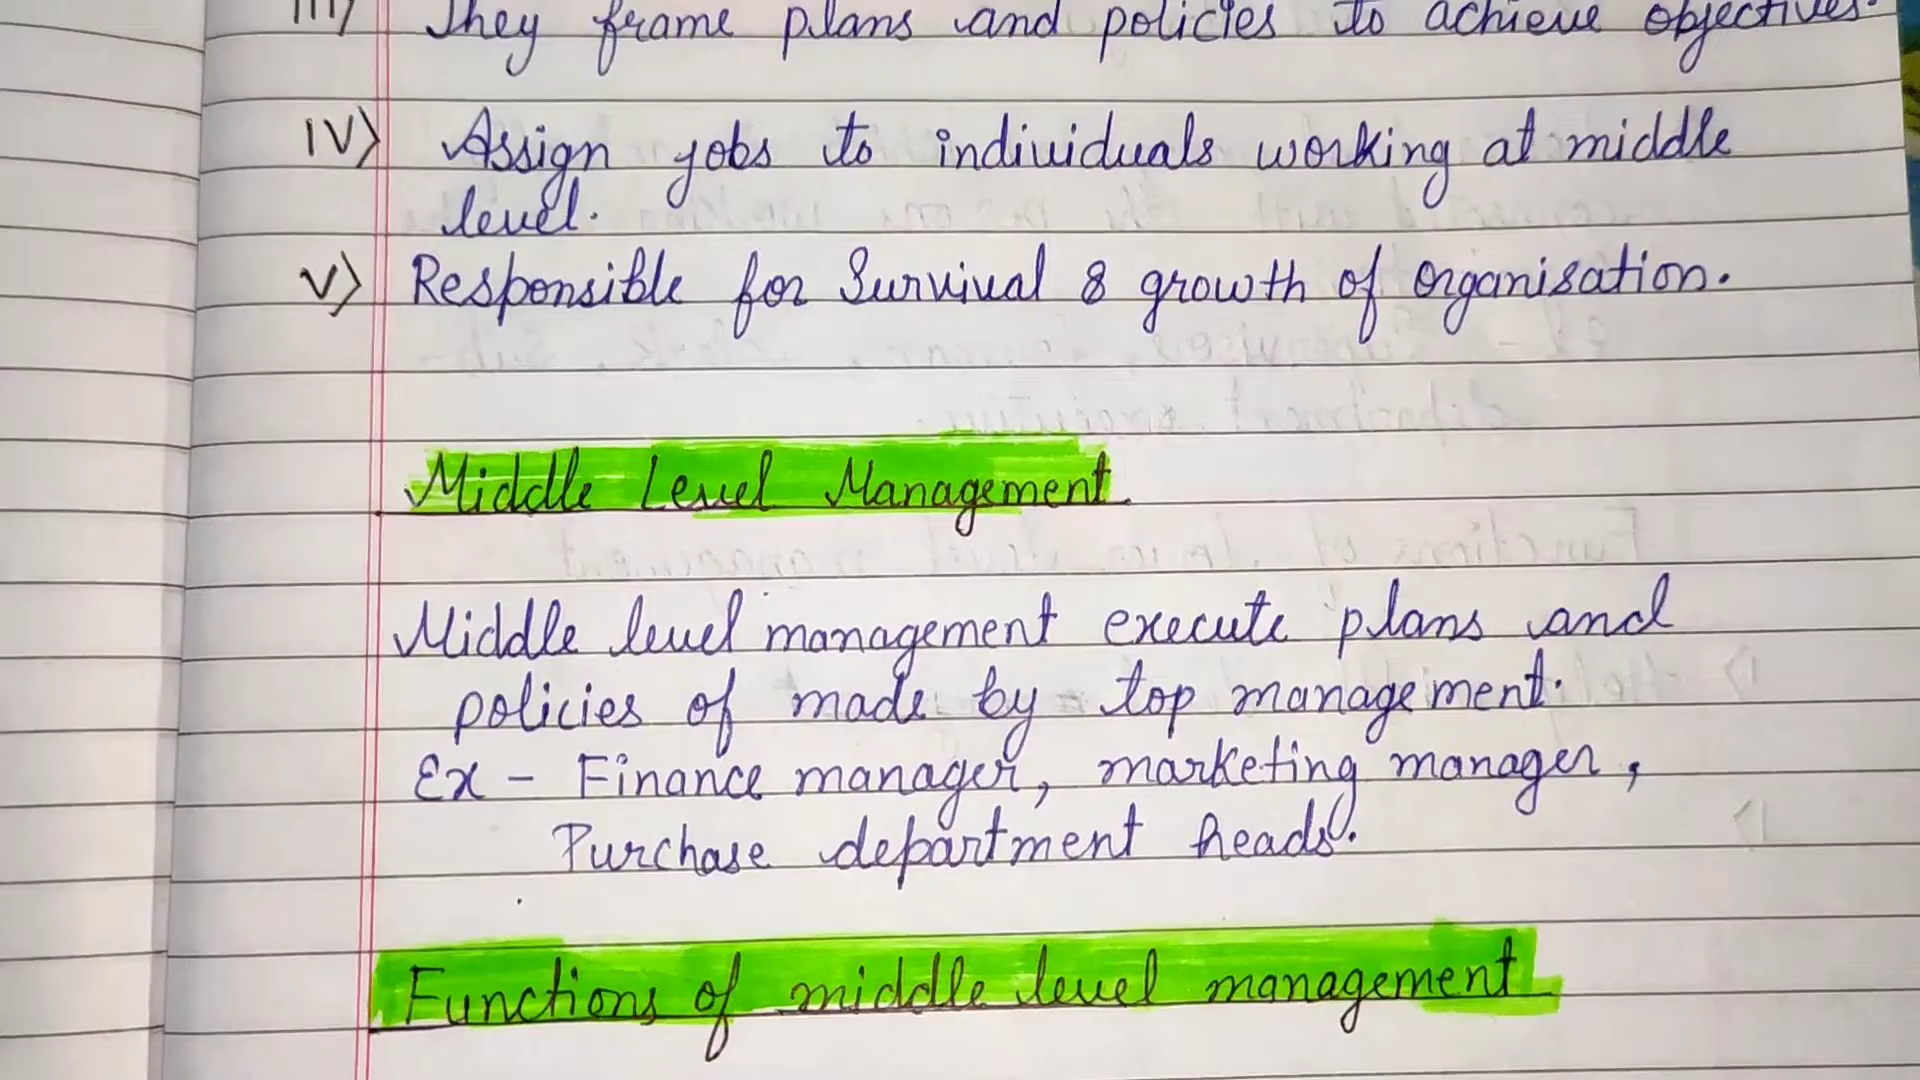 iii) They frame plans and policies to achieve objectives.
iv) Assign jobs to individuals working at middle
level.
v) Responsible for Survival & growth of organisation.
Middle Level Management
Middle level management execute plans and
policies of made by top management.
Ex - Finance manager, marketing manager,
Purchase department heads.
Functions of middle level management